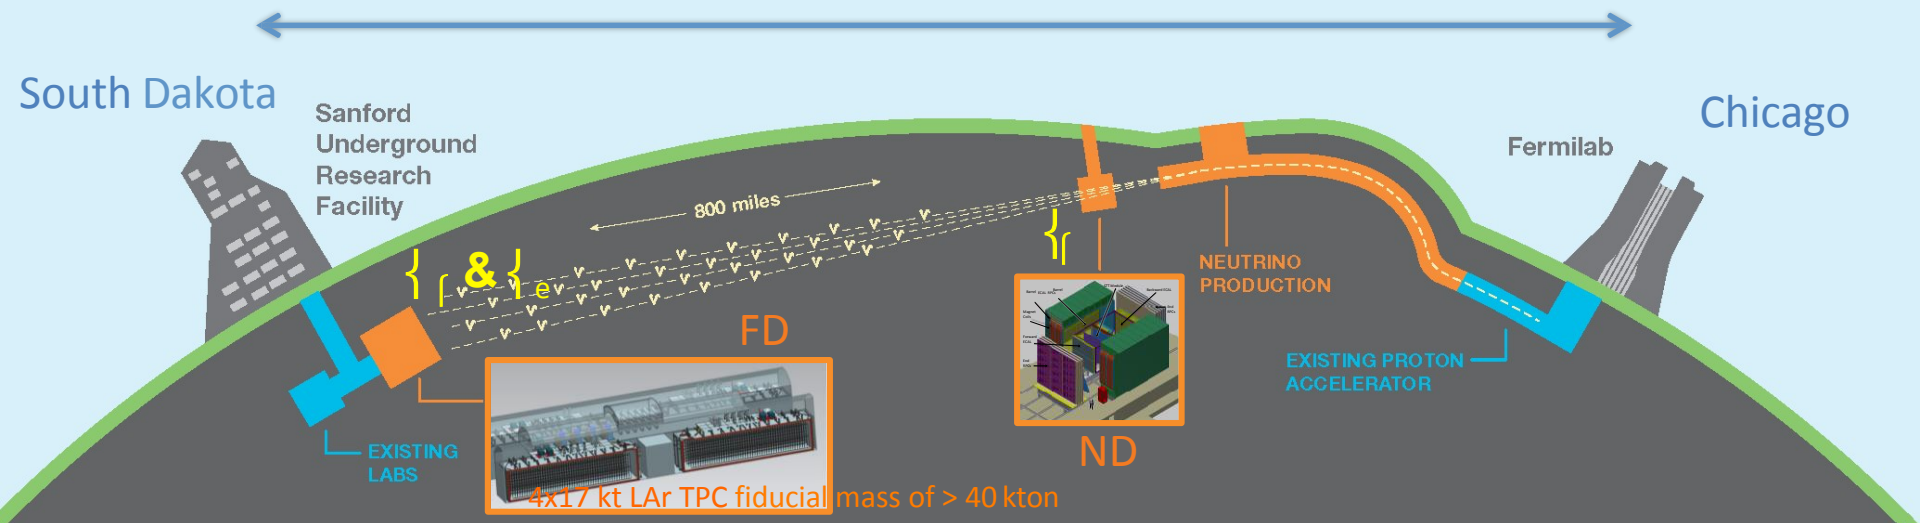 South Dakota
Chicago
Sanford
Underground
Research
Facility
Fermilab
800 miles
{⌠ & {e
{⌠
NEUTRINO
PRODUCTION
FD
ND
EXISTING PROTON
ACCELERATOR
EXISTING
LABS
4x17 kt LAr TPC fiducial mass of > 40 kton